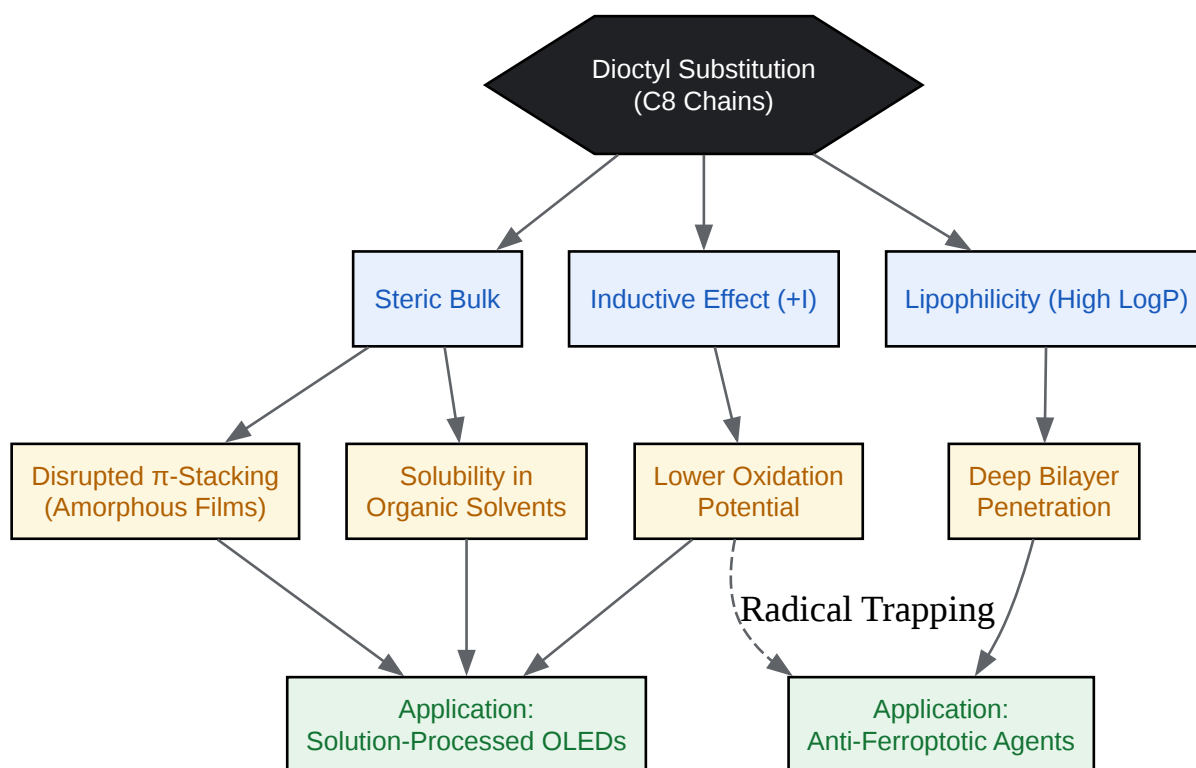 Dioctyl Substitution
(C8 Chains)
Steric Bulk
Inductive Effect (+I)
Lipophilicity (High LogP)
Disrupted π-Stacking
(Amorphous Films)
Solubility in
Organic Solvents
Lower Oxidation
Potential
Deep Bilayer
Penetration
Radical Trapping
Application:
Solution-Processed OLEDs
Application:
Anti-Ferroptotic Agents